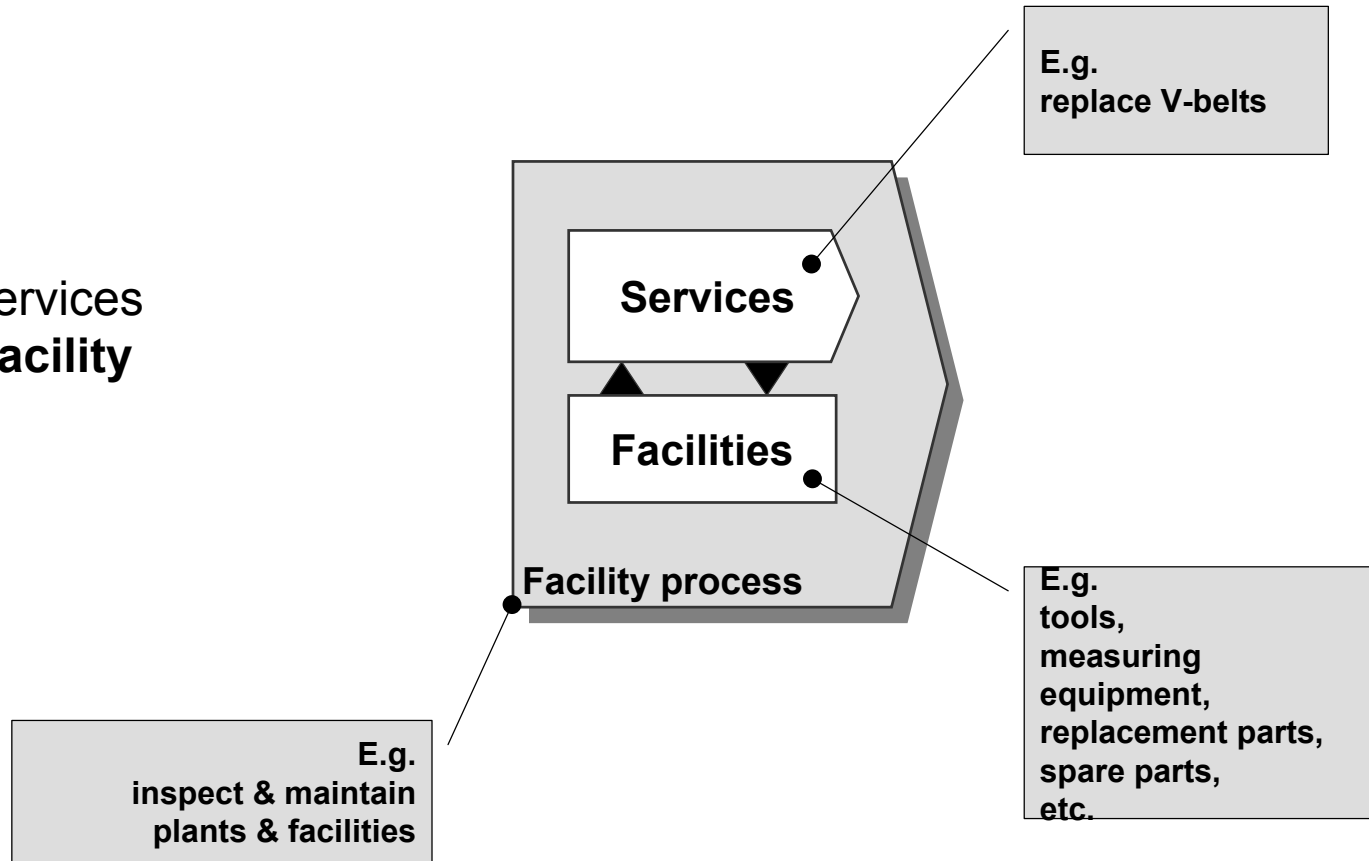 E.g.
replace V-belts
Services
ervices
acility
Facilities
Facility process
E.g.
tools,
measuring
equipment,
replacement parts,
spare parts,
etc.
E.g.
inspect & maintain
plants & facilities